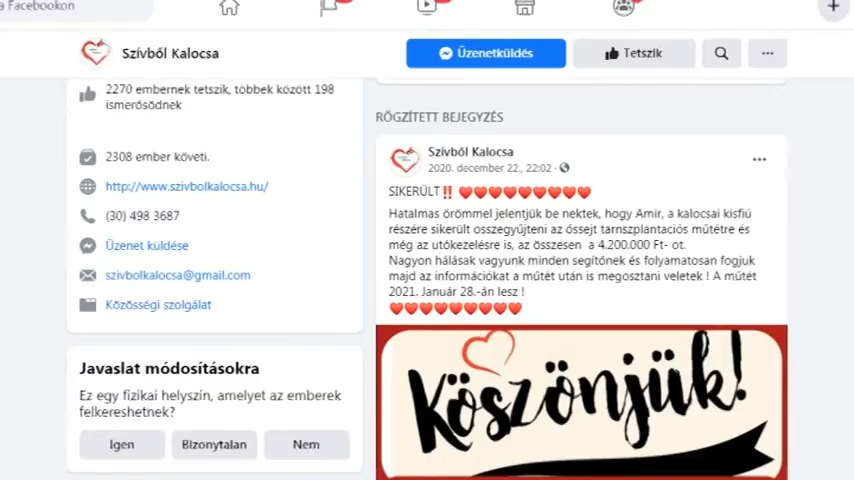 a Facebookon
Szívből Kalocsa
Üzenetküldés
Tetszik
2270 embernek tetszik, többek között 198
ismerősödnek
2308 ember követi.
http://www.szivbolkalocsa.hu/
(30) 498 3687
Üzenet küldése
szivbolkalocsa@gmail.com
Közösségi szolgálat
Javaslat módosításokra
Ez egy fizikai helyszín, amelyet az emberek
felkereshetnek?
Igen
Bizonytalan
Nem
RÖGZÍTETT BEJEGYZÉS
Szívből Kalocsa
2020. december 22., 22:02 ·
SIKERÜLT‼️ ❤️❤️❤️❤️❤️❤️❤️❤️❤️
Hatalmas örömmel jelentjük be nektek, hogy Amir, a kalocsai kisfiú
részére sikerült összegyűjteni az őssejt tarnszplantációs műtétre és
még az utókezelésre is, az összesen a 4.200.000 Ft- ot.
Nagyon hálásak vagyunk minden segítőnek és folyamatosan fogjuk
majd az információkat a műtét után is megosztani veletek ! A műtét
2021. Január 28.-án lesz !
❤️❤️❤️❤️❤️❤️❤️❤️❤️
Köszönjük!